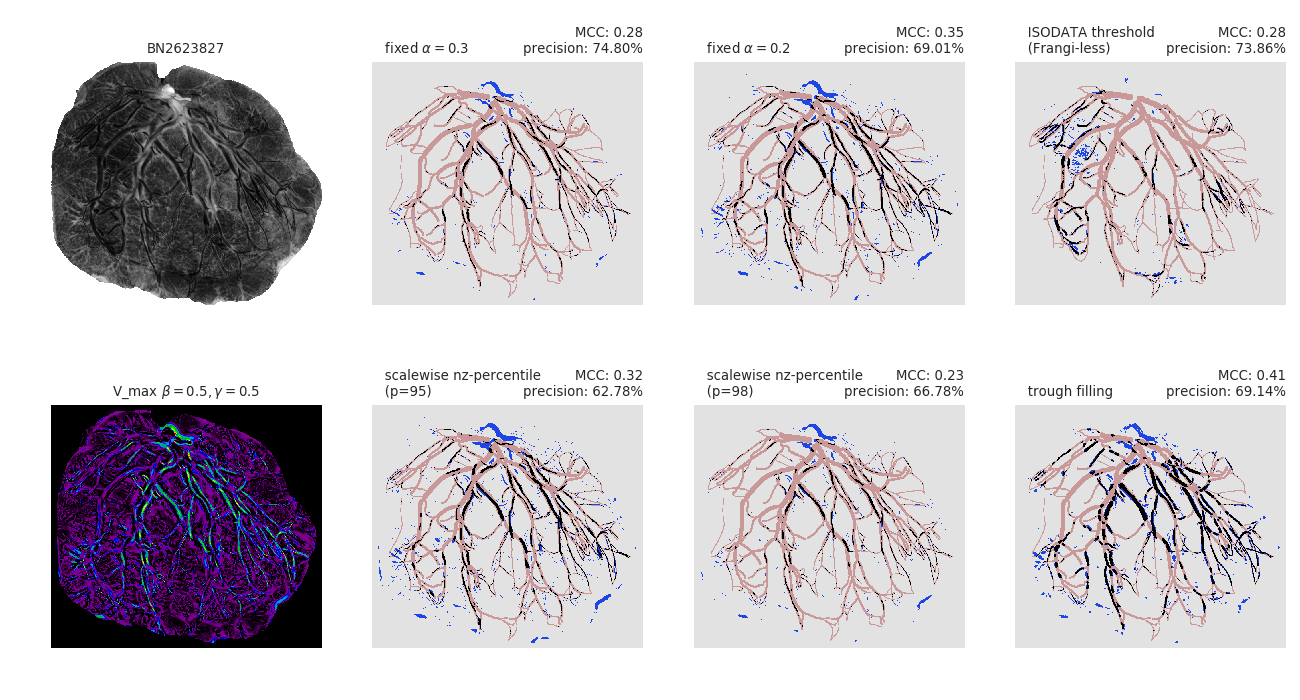 BN2623827
fixed α = 0.3
MCC: 0.28
precision: 74.80%
fixed α = 0.2
MCC: 0.35
precision: 69.01%
ISODATA threshold
(Frangi-less)
MCC: 0.28
precision: 73.86%
V_max β = 0.5, γ = 0.5
scalewise nz-percentile
(p=95)
MCC: 0.32
precision: 62.78%
scalewise nz-percentile
(p=98)
MCC: 0.23
precision: 66.78%
trough filling
MCC: 0.41
precision: 69.14%